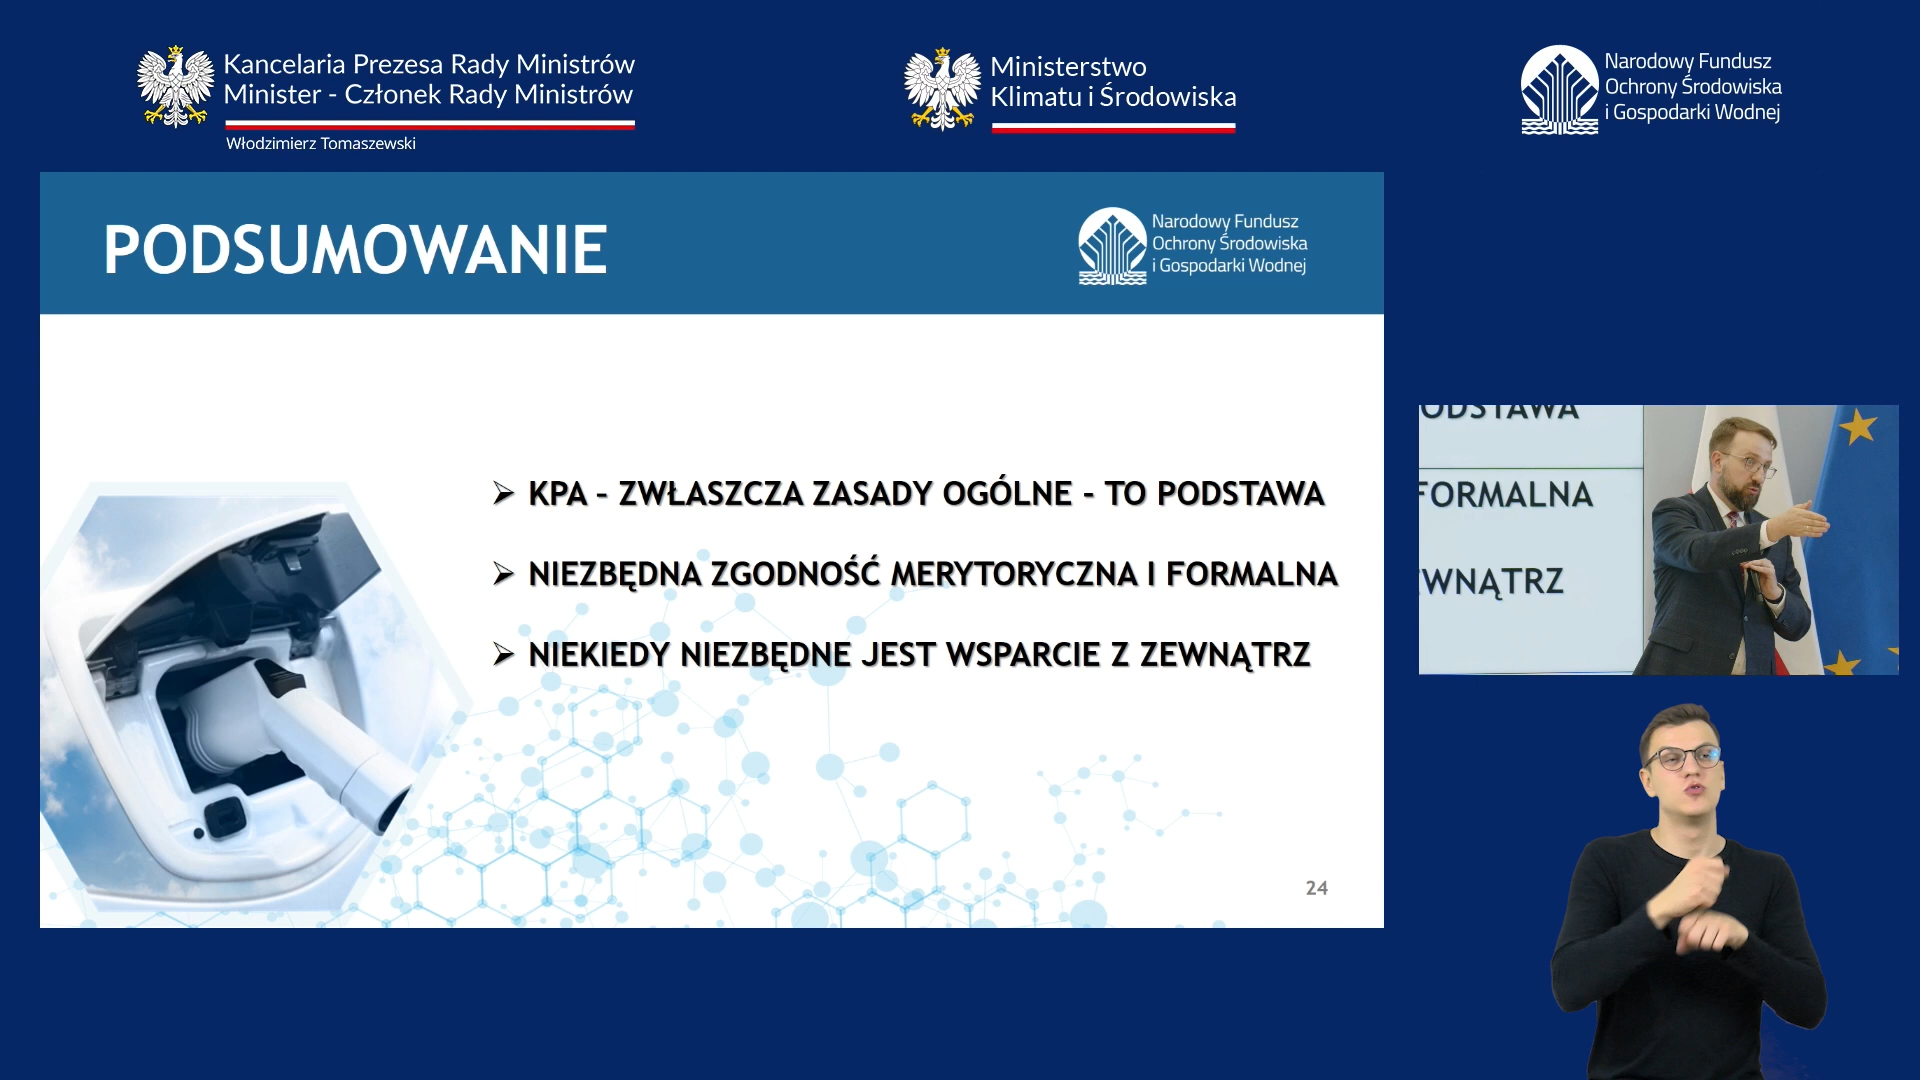 Kancelaria Prezesa Rady Ministrów
Minister - Członek Rady Ministrów
Włodzimierz Tomaszewski
Ministerstwo
Klimatu i Środowiska
Narodowy Fundusz
Ochrony Środowiska
i Gospodarki Wodnej
PODSUMOWANIE
Narodowy Fundusz
Ochrony Środowiska
i Gospodarki Wodnej
➢ KPA – ZWŁASZCZA ZASADY OGÓLNE – TO PODSTAWA
➢ NIEZBĘDNA ZGODNOŚĆ MERYTORYCZNA I FORMALNA
➢ NIEKIEDY NIEZBĘDNE JEST WSPARCIE Z ZEWNĄTRZ
24
ODSTAWA
FORMALNA
EWNĄTRZ